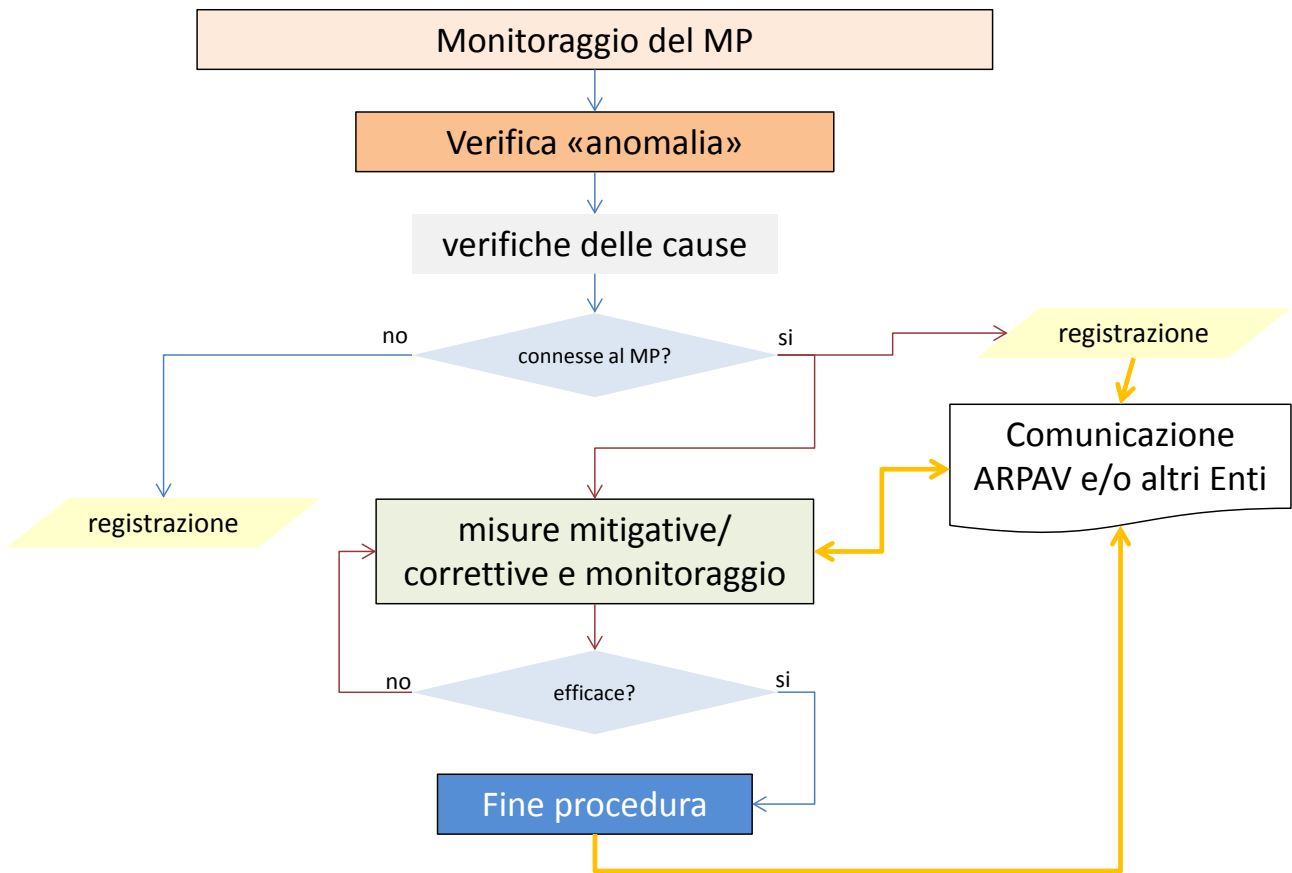 Monitoraggio del MP
Verifica «anomalia»
verifiche delle cause
no
connesse al MP?
si
registrazione
Comunicazione
ARPAV e/o altri Enti
registrazione
misure mitigative/
correttive e monitoraggio
no
efficace?
si
Fine procedura